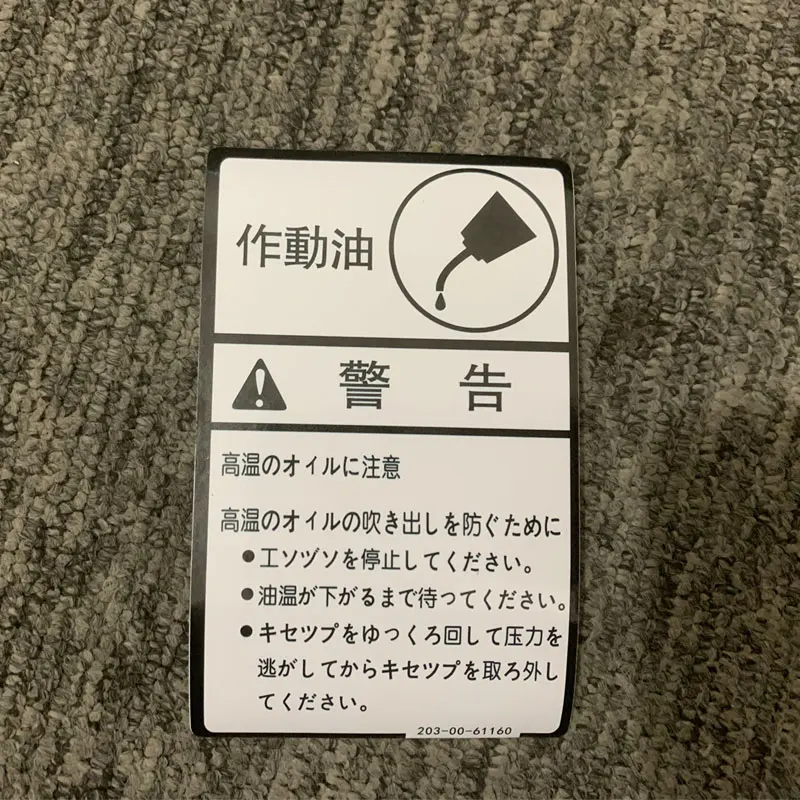 作動油
警告
高温のオイルに注意
高温のオイルの吹き出しを防ぐために
●工ソヅソを停止してください。
●油温が下がるまで待ってください。
●キセツプをゆっくろ回して圧力を
逃がしてからキセツプを取ろ外し
てください。
203-00-61160